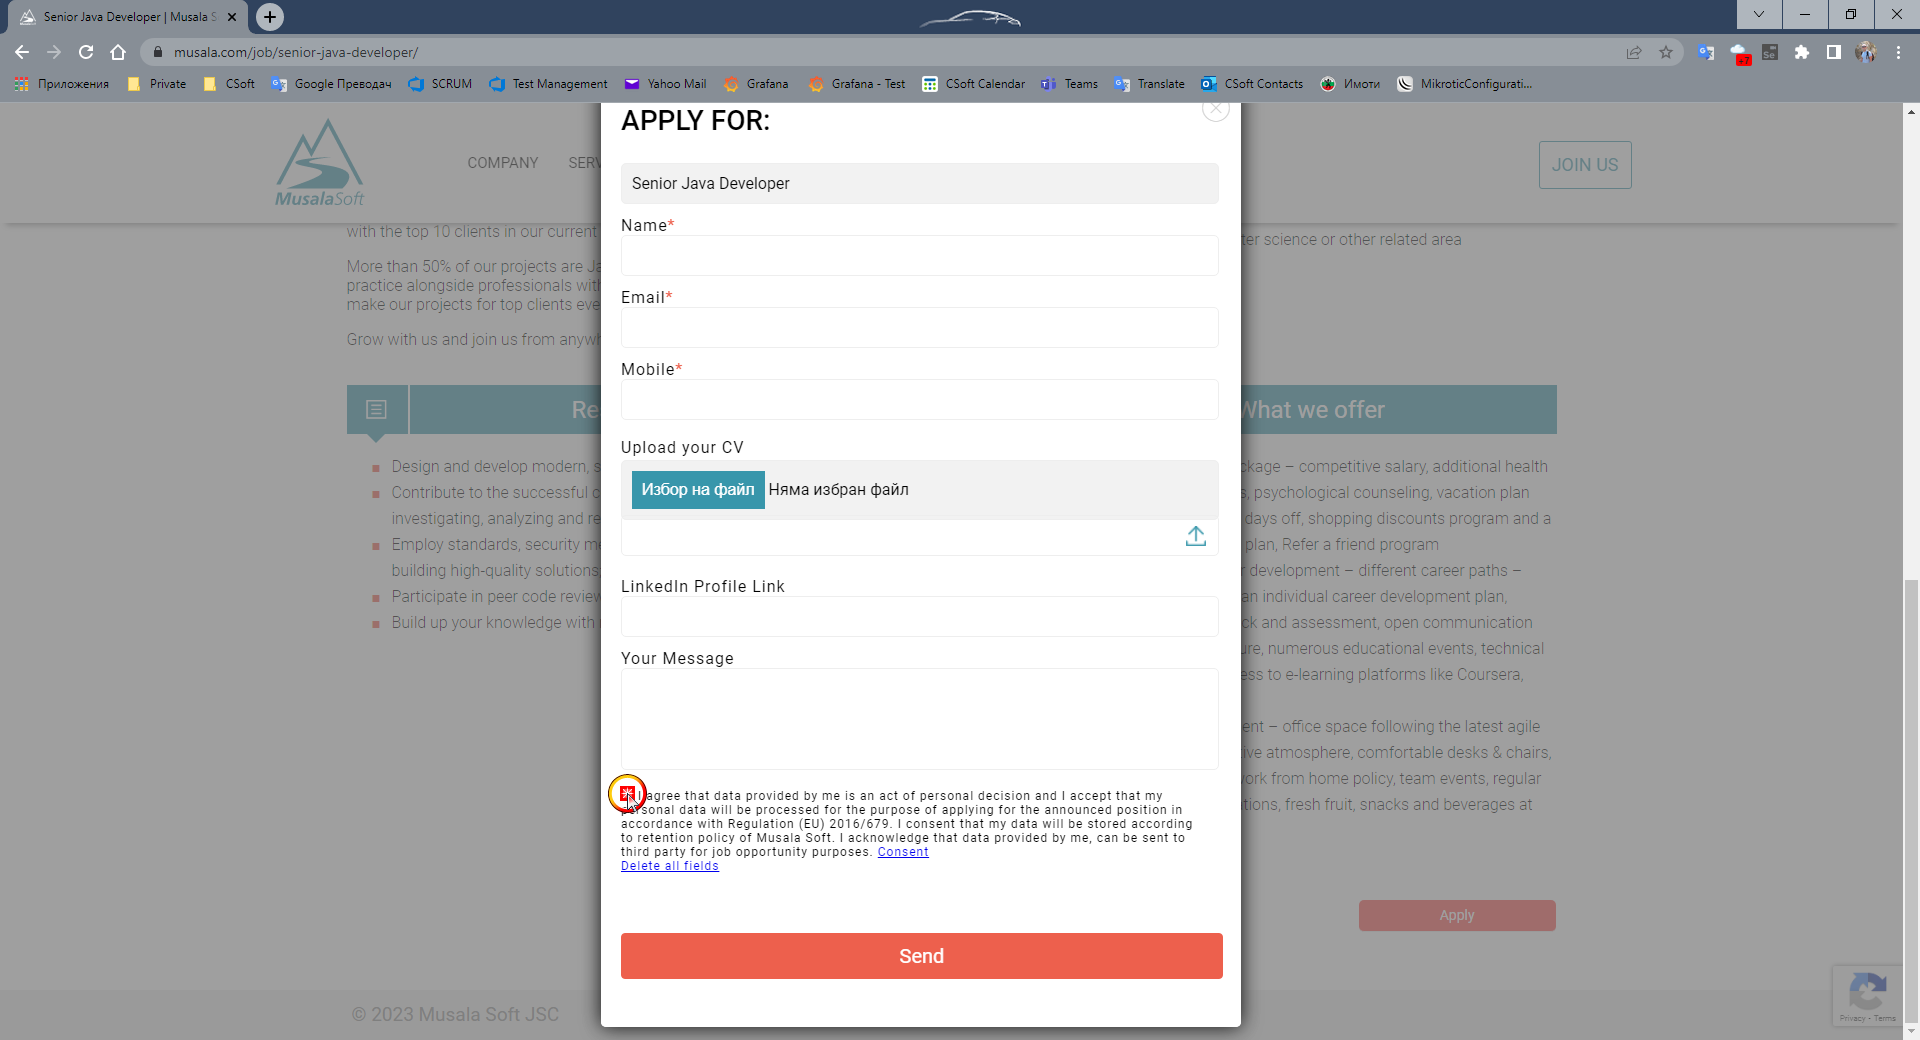 Senior Java Developer | Musala S
musala.com/job/senior-java-developer/
Приложения Private CSoft Google Преводач SCRUM Test Management Yahoo Mail Grafana Grafana - Test CSoft Calendar Teams Translate CSoft Contacts Имоти MikroticConfigurati...
MusalaSoft
COMPANY SERV
JOIN US
APPLY FOR:
Senior Java Developer
Name*
Email*
Mobile*
Upload your CV
Избор на файл Няма избран файл
LinkedIn Profile Link
Your Message
I agree that data provided by me is an act of personal decision and I accept that my
personal data will be processed for the purpose of applying for the announced position in
accordance with Regulation (EU) 2016/679. I consent that my data will be stored according
to retention policy of Musala Soft. I acknowledge that data provided by me, can be sent to
third party for job opportunity purposes. Consent
Delete all fields
Send
with the top 10 clients in our current
More than 50% of our projects are Ja
practice alongside professionals with
make our projects for top clients eve
Grow with us and join us from anywh
Re
Design and develop modern, s
Contribute to the successful c
investigating, analyzing and re
Employ standards, security me
building high-quality solutions,
Participate in peer code review
Build up your knowledge with
ter science or other related area
What we offer
ckage – competitive salary, additional health
s, psychological counseling, vacation plan
days off, shopping discounts program and a
plan, Refer a friend program
r development – different career paths –
an individual career development plan,
ck and assessment, open communication
ure, numerous educational events, technical
ess to e-learning platforms like Coursera,
ent – office space following the latest agile
ive atmosphere, comfortable desks & chairs,
work from home policy, team events, regular
tions, fresh fruit, snacks and beverages at
Apply
© 2023 Musala Soft JSC
Privacy - Terms